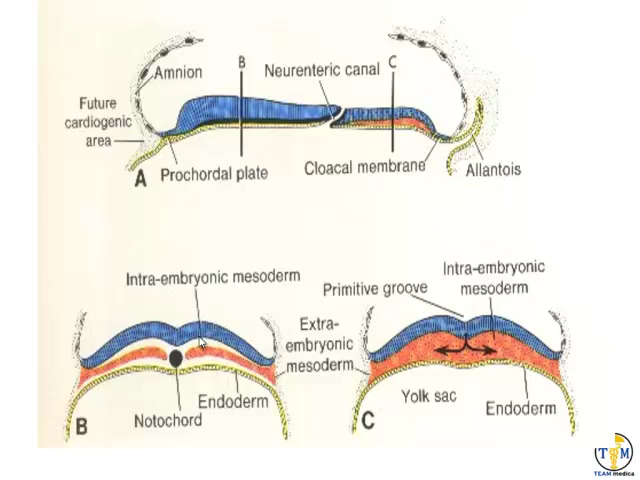 B
C
Amnion
Neurenteric canal
Future
cardiogenic
area
A
Prochordal plate
Cloacal membrane
Allantois
Intra-embryonic mesoderm
Primitive groove
Intra-embryonic
mesoderm
Extra-
embryonic
mesoderm
B
Notochord
Endoderm
C
Yolk sac
Endoderm
T M
TEAM medica